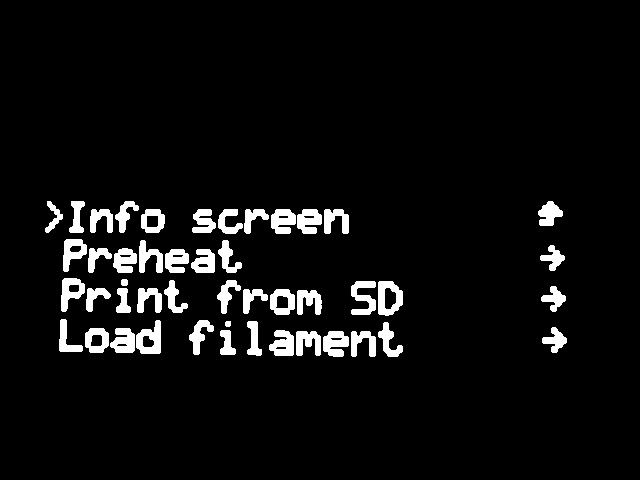 >Info screen ↑
Preheat →
Print from SD →
Load filament →